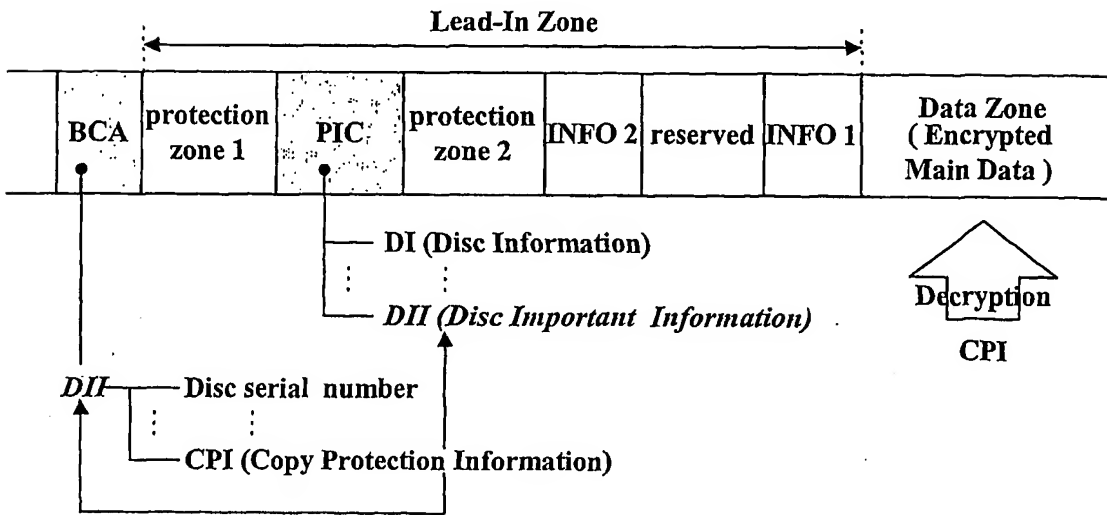 Lead-In Zone
BCA
protection
zone 1
PIC
protection
zone 2
INFO 2
reserved
INFO 1
Data Zone
( Encrypted
Main Data )
DI (Disc Information)
DII (Disc Important Information)
Decryption
CPI
DII
Disc serial number
CPI (Copy Protection Information)